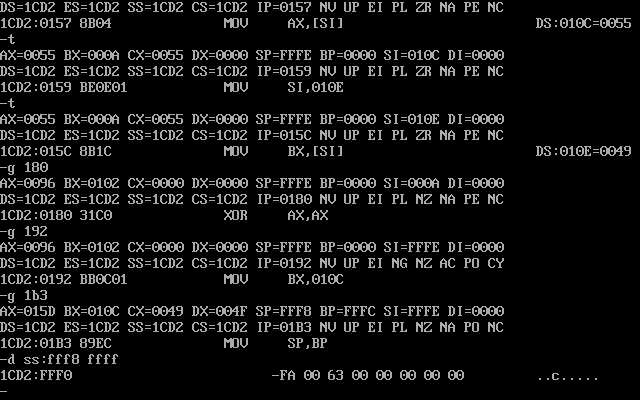 DS=1CD2 ES=1CD2 SS=1CD2 CS=1CD2 IP=0157 NV UP EI PL ZR NA PE NC
1CD2:0157 8B04 MOV AX,[SI] DS:010C=0055
-t
AX=0055 BX=000A CX=0055 DX=0000 SP=FFFE BP=0000 SI=010C DI=0000
DS=1CD2 ES=1CD2 SS=1CD2 CS=1CD2 IP=0159 NV UP EI PL ZR NA PE NC
1CD2:0159 BE0E01 MOV SI,010E
-t
AX=0055 BX=000A CX=0055 DX=0000 SP=FFFE BP=0000 SI=010E DI=0000
DS=1CD2 ES=1CD2 SS=1CD2 CS=1CD2 IP=015C NV UP EI PL ZR NA PE NC
1CD2:015C 8B1C MOV BX,[SI] DS:010E=0049
-g 180
AX=0096 BX=0102 CX=0000 DX=0000 SP=FFFE BP=0000 SI=000A DI=0000
DS=1CD2 ES=1CD2 SS=1CD2 CS=1CD2 IP=0180 NV UP EI PL NZ NA PE NC
1CD2:0180 31C0 XOR AX,AX
-g 192
AX=0096 BX=0102 CX=0000 DX=0000 SP=FFFE BP=0000 SI=FFFE DI=0000
DS=1CD2 ES=1CD2 SS=1CD2 CS=1CD2 IP=0192 NV UP EI NG NZ AC PO CY
1CD2:0192 BB0C01 MOV BX,010C
-g 1b3
AX=015D BX=010C CX=0049 DX=004F SP=FFF8 BP=FFFC SI=FFFE DI=0000
DS=1CD2 ES=1CD2 SS=1CD2 CS=1CD2 IP=01B3 NV UP EI PL NZ NA PO NC
1CD2:01B3 89EC MOV SP,BP
-d ss:fff8 ffff
1CD2:FFF0 -FA 00 63 00 00 00 00 00 ..c.....
-